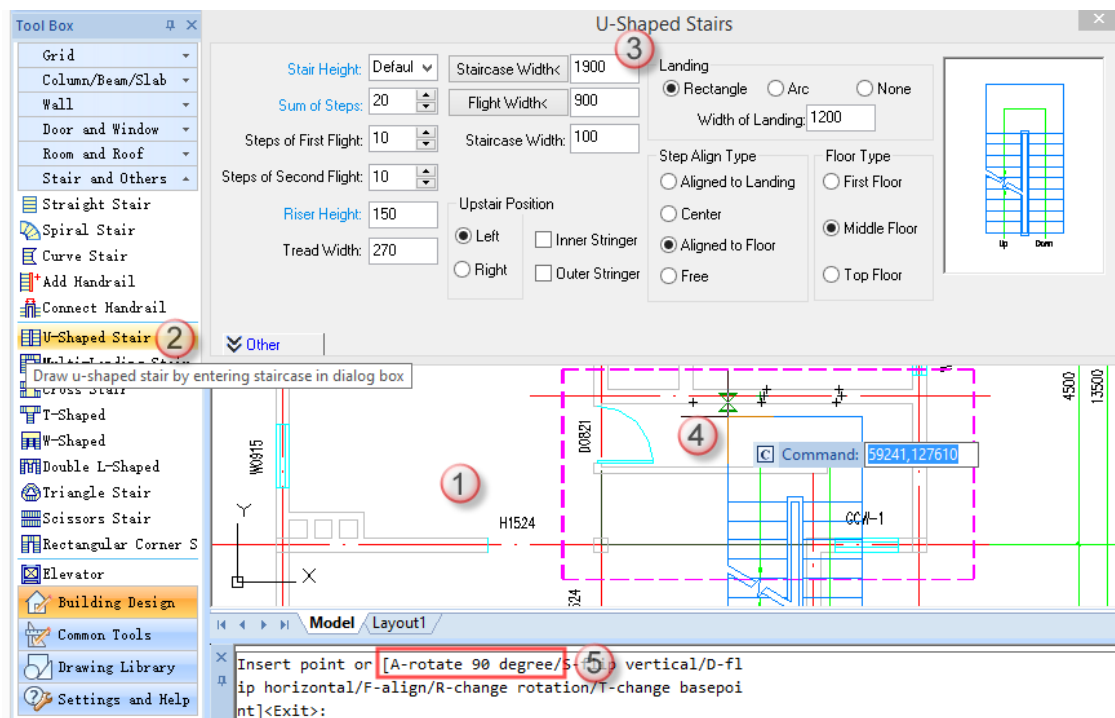 Tool Box
U-Shaped Stairs
3
Grid
Column/Beam/Slab
Wall
Door and Window
Room and Roof
Stair and Others
Straight Stair
Spiral Stair
Curve Stair
Add Handrail
Connect Handrail
U-Shaped Stair
2
Draw u-shaped stair by entering staircase in dialog box
Cross Stair
T-Shaped
W-Shaped
Double L-Shaped
Triangle Stair
Scissors Stair
Rectangular Corner S
Elevator
Building Design
Common Tools
Drawing Library
Settings and Help
Stair Height: Defaul
Sum of Steps: 20
Steps of First Flight: 10
Steps of Second Flight: 10
Riser Height: 150
Tread Width: 270
Staircase Width< 1900
Flight Width< 900
Staircase Width: 100
Upstair Position
Left
Right
Inner Stringer
Outer Stringer
Landing
Rectangle Arc None
Width of Landing: 1200
Step Align Type
Aligned to Landing
Center
Aligned to Floor
Free
Floor Type
First Floor
Middle Floor
Top Floor
Up Down
Other
4500
13500
W0915
D0821
4
C Command: 59241,127610
1
H1524
GCW-1
Y
X
524
Model Layout1
Insert point or [A-rotate 90 degree/S-flip vertical/D-fl
5
ip horizontal/F-align/R-change rotation/T-change basepoi
nt]<Exit>: